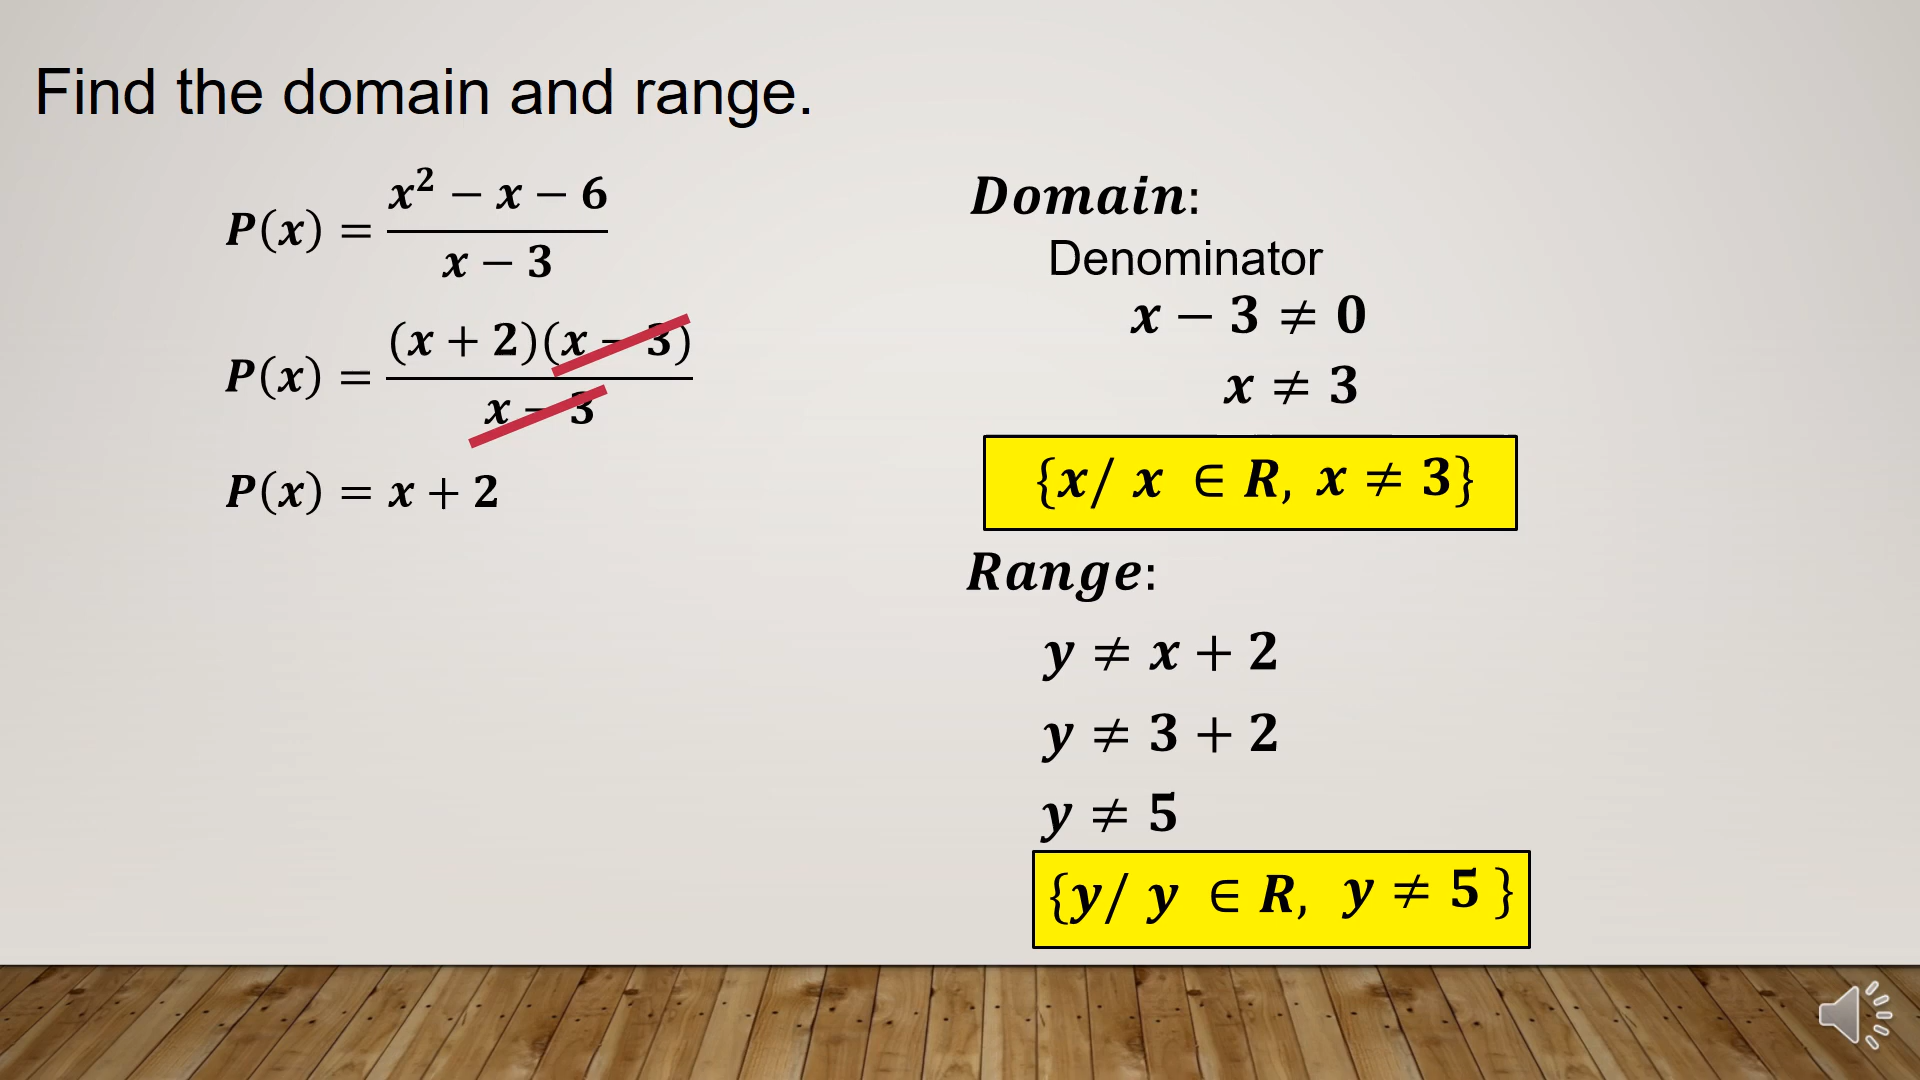 Find the domain and range.
P(x) = (x² − x − 6)/(x − 3)
P(x) = ((x + 2)(x − 3))/(x − 3)
P(x) = x + 2
Domain:
Denominator
x − 3 ≠ 0
x ≠ 3
{x/ x ∈ R, x ≠ 3}
Range:
y ≠ x + 2
y ≠ 3 + 2
y ≠ 5
{y/ y ∈ R, y ≠ 5 }